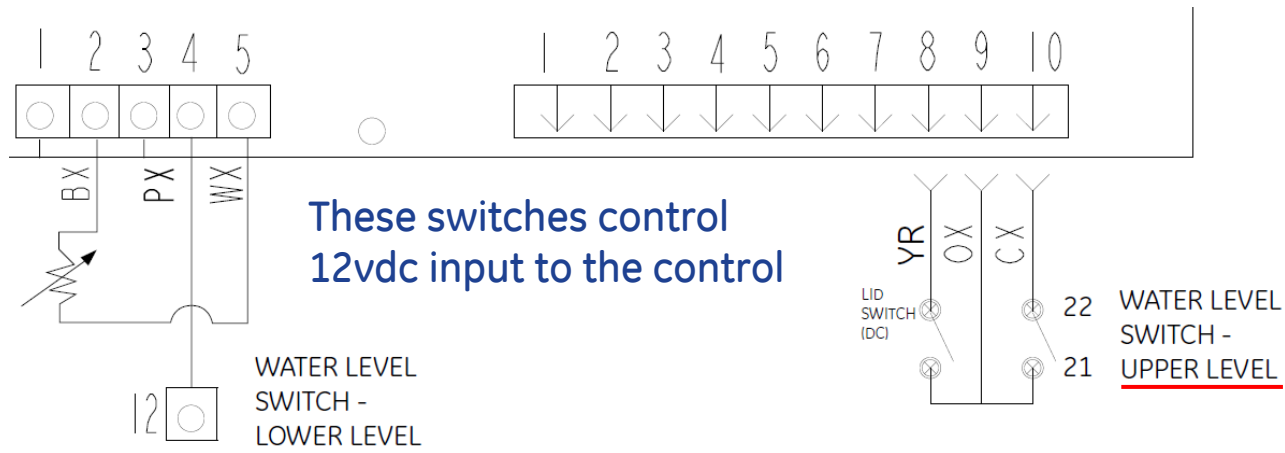 1 2 3 4 5
1 2 3 4 5 6 7 8 9 10
BX
PX
WX
These switches control
12vdc input to the control
YR
OX
CX
LID
SWITCH
(DC)
22
21
WATER LEVEL
SWITCH -
UPPER LEVEL
12
WATER LEVEL
SWITCH -
LOWER LEVEL